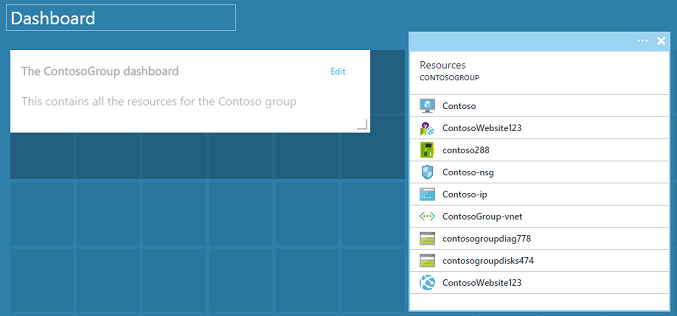 Dashboard
The ContosoGroup dashboard
Edit
This contains all the resources for the Contoso group
Resources
CONTOSOGROUP
Contoso
ContosoWebsite123
contoso288
Contoso-nsg
Contoso-ip
ContosoGroup-vnet
contosogroupdiag778
contosogroupdisks474
ContosoWebsite123